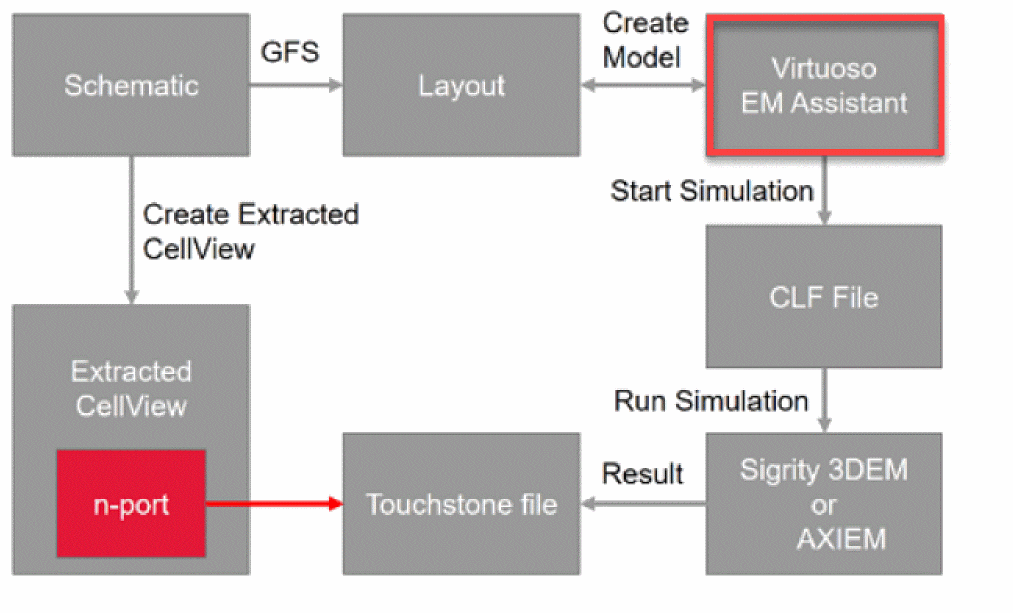 Schematic
GFS
Layout
Create
Model
Virtuoso
EM Assistant
Start Simulation
Create Extracted
CellView
CLF File
Extracted
CellView
Run Simulation
n-port
Touchstone file
Result
Sigrity 3DEM
or
AXIEM